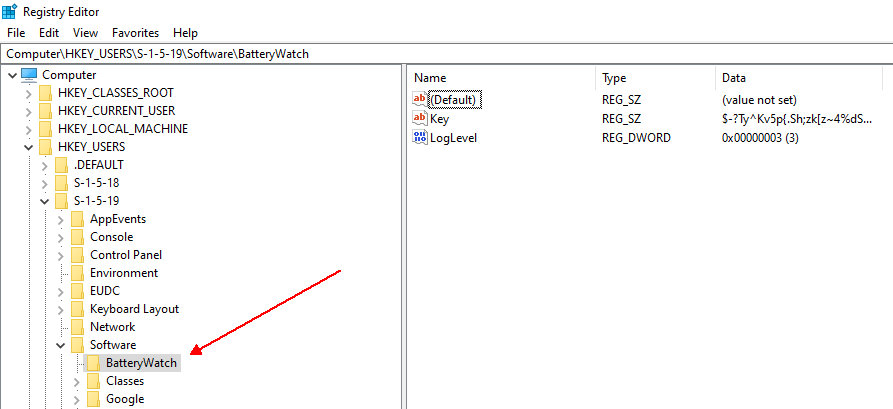 Registry Editor
File Edit View Favorites Help
Computer\HKEY_USERS\S-1-5-19\Software\BatteryWatch
Computer
HKEY_CLASSES_ROOT
HKEY_CURRENT_USER
HKEY_LOCAL_MACHINE
HKEY_USERS
.DEFAULT
S-1-5-18
S-1-5-19
AppEvents
Console
Control Panel
Environment
EUDC
Keyboard Layout
Network
Software
BatteryWatch
Classes
Google
Name Type Data
(Default) REG_SZ (value not set)
Key REG_SZ $-?Ty^Kv5p{.Sh;zk[z~4%dS...
LogLevel REG_DWORD 0x00000003 (3)